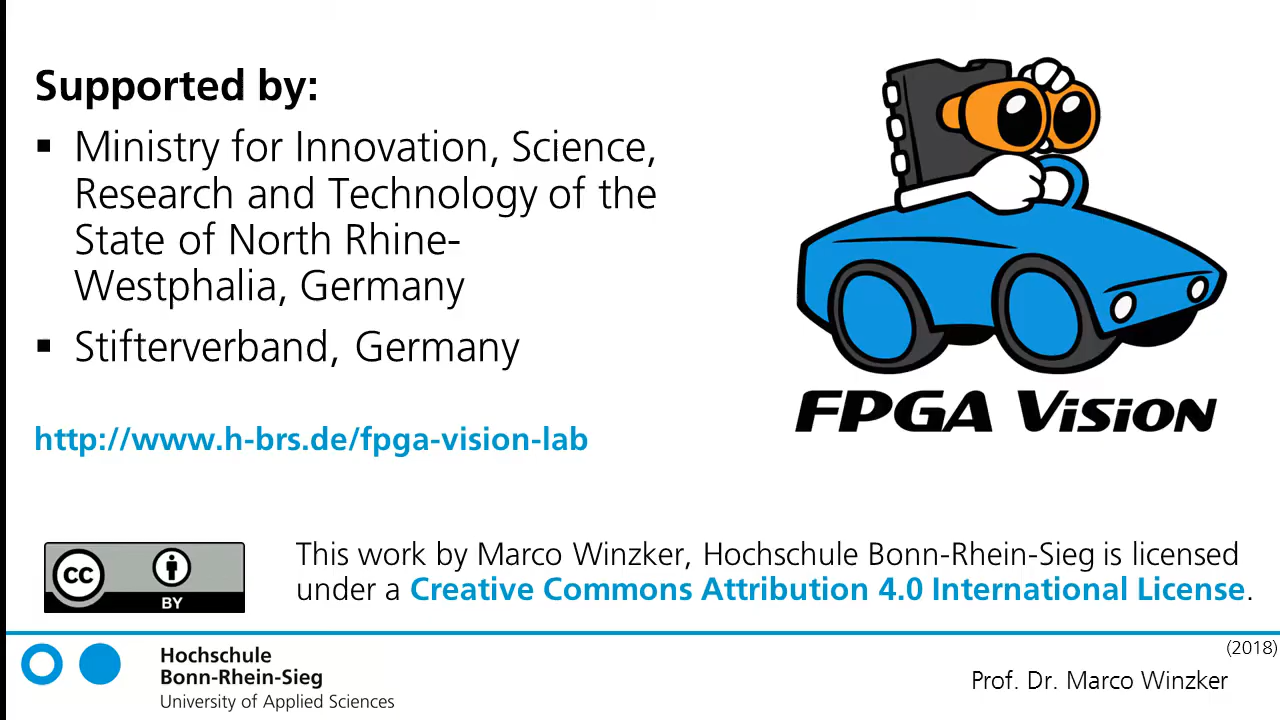 Supported by:
▪ Ministry for Innovation, Science,
Research and Technology of the
State of North Rhine-
Westphalia, Germany
▪ Stifterverband, Germany
http://www.h-brs.de/fpga-vision-lab
FPGA VISION
cc
BY
This work by Marco Winzker, Hochschule Bonn-Rhein-Sieg is licensed
under a Creative Commons Attribution 4.0 International License.
Hochschule
Bonn-Rhein-Sieg
University of Applied Sciences
(2018)
Prof. Dr. Marco Winzker